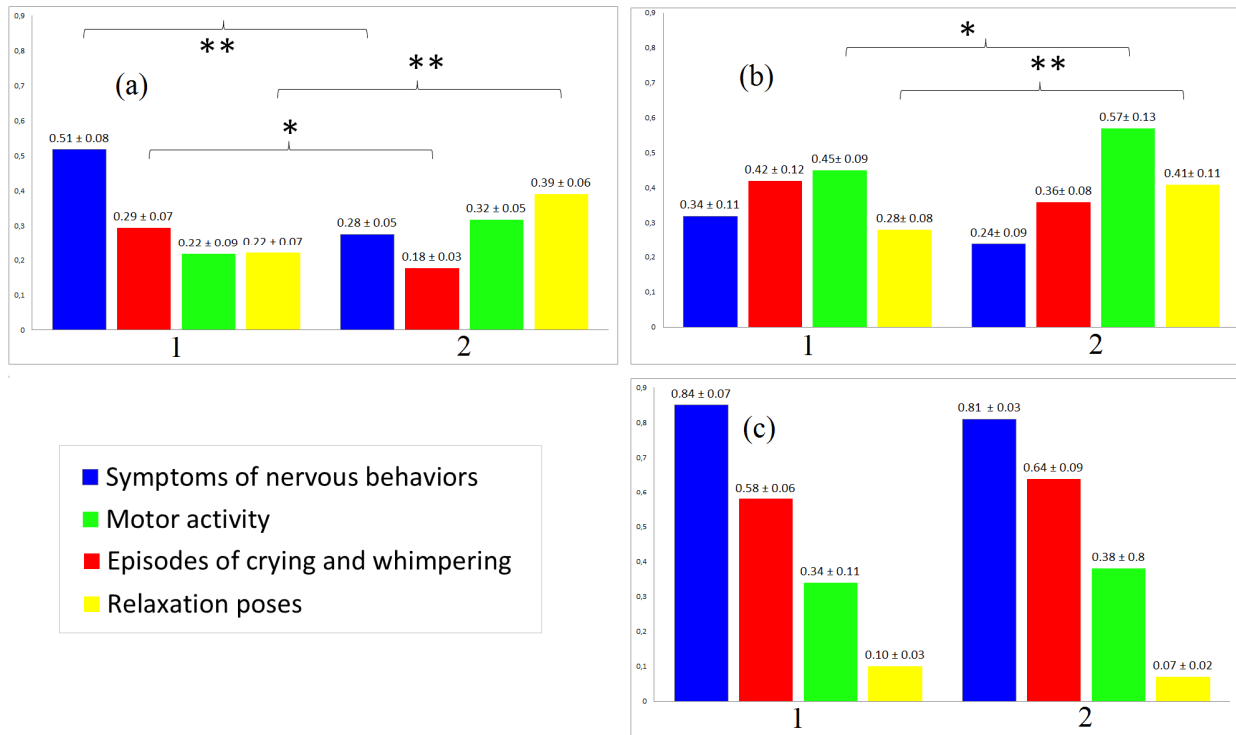 0,9
0,8
0,7
0,6
0,5
0,4
0,3
0,2
0,1
0
(a)
**
**
*
0.51 ± 0.08
0.29 ± 0.07
0.22 ± 0.09
0.22 ± 0.07
0.28 ± 0.05
0.18 ± 0.03
0.32 ± 0.05
0.39 ± 0.06
1
2
0,9
0,8
0,7
0,6
0,5
0,4
0,3
0,2
0,1
0
(b)
*
**
0.34 ± 0.11
0.42 ± 0.12
0.45± 0.09
0.28± 0.08
0.24± 0.09
0.36± 0.08
0.57± 0.13
0.41± 0.11
1
2
Symptoms of nervous behaviors
Motor activity
Episodes of crying and whimpering
Relaxation poses
0,9
0,8
0,7
0,6
0,5
0,4
0,3
0,2
0,1
0
(c)
0.84 ± 0.07
0.58 ± 0.06
0.34 ± 0.11
0.10 ± 0.03
0.81 ± 0.03
0.64 ± 0.09
0.38 ± 0.8
0.07 ± 0.02
1
2